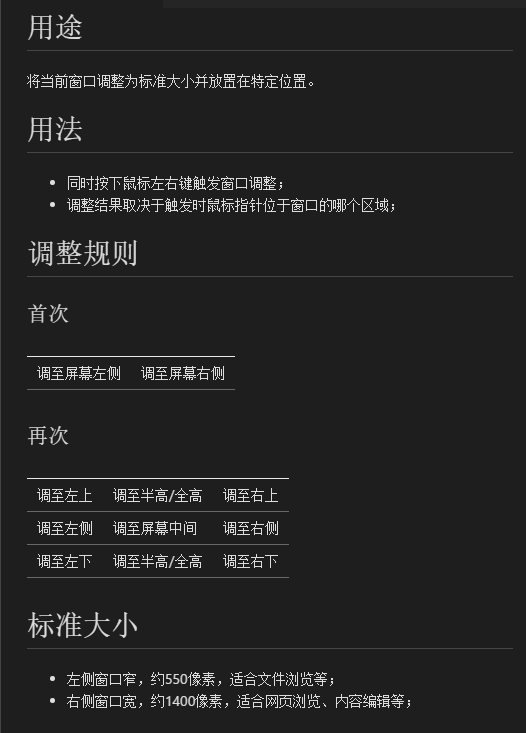 用途
将当前窗口调整为标准大小并放置在特定位置。
用法
同时按下鼠标左右键触发窗口调整；
调整结果取决于触发时鼠标指针位于窗口的哪个区域；
调整规则
首次
调至屏幕左侧 调至屏幕右侧
再次
调至左上 调至半高/全高 调至右上
调至左侧 调至屏幕中间 调至右侧
调至左下 调至半高/全高 调至右下
标准大小
左侧窗口窄，约550像素，适合文件浏览等；
右侧窗口宽，约1400像素，适合网页浏览、内容编辑等；